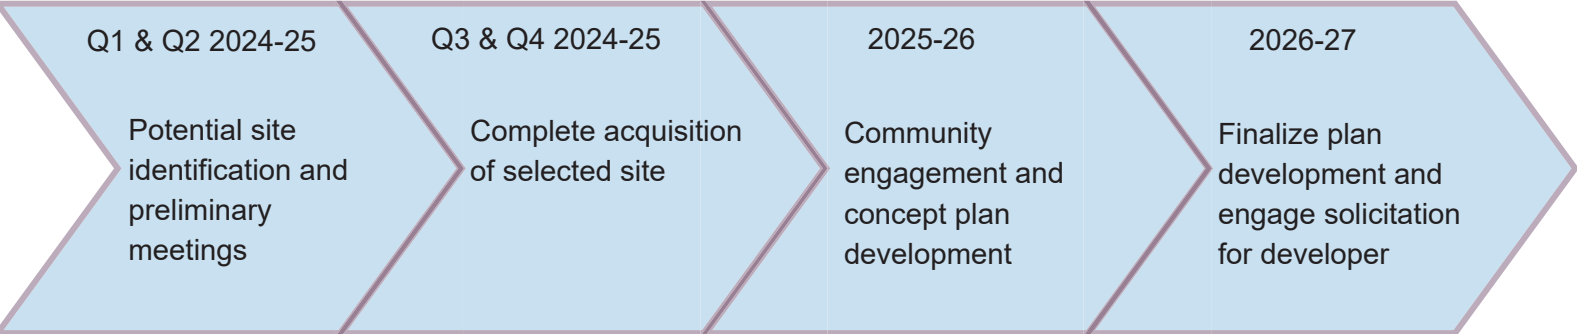 Q1 & Q2 2024-25
Potential site
identification and
preliminary
meetings
Q3 & Q4 2024-25
Complete acquisition
of selected site
2025-26
Community
engagement and
concept plan
development
2026-27
Finalize plan
development and
engage solicitation
for developer